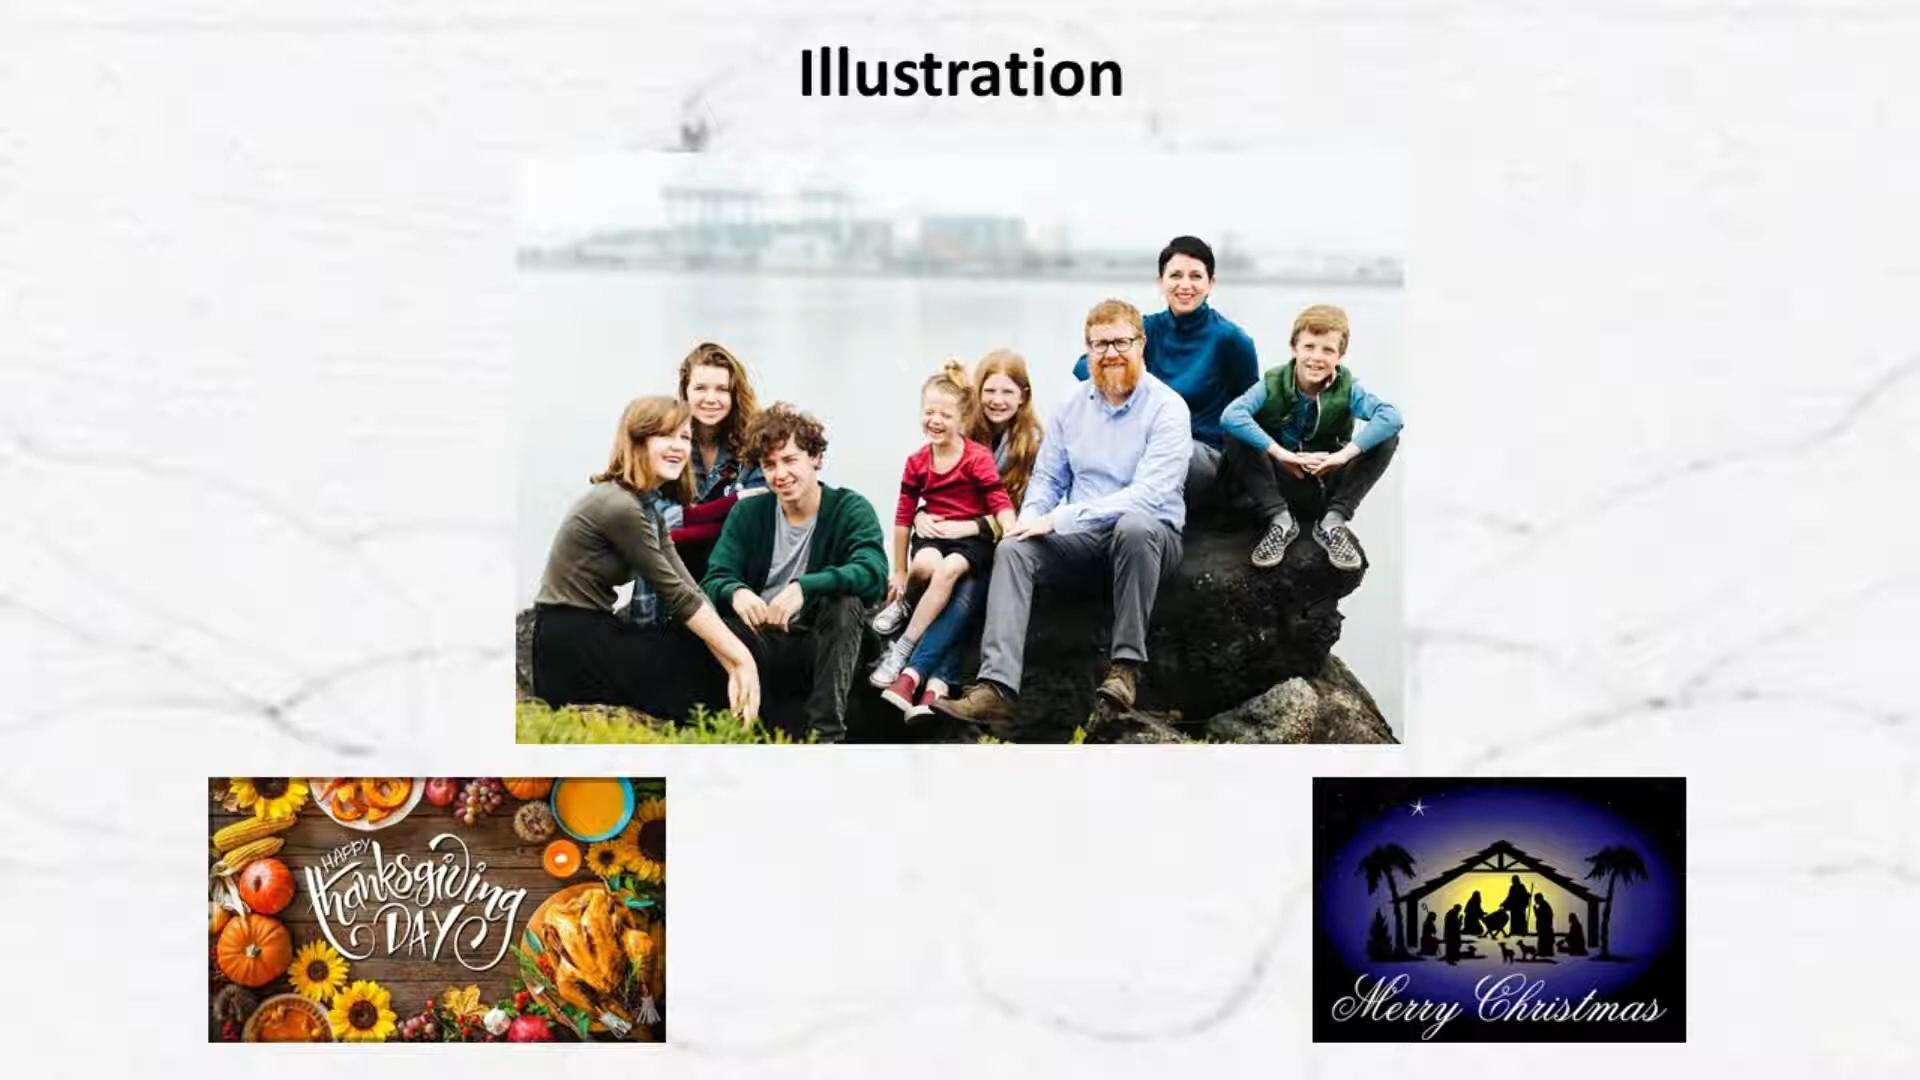 Illustration
HAPPY
thanksgiving
DAY
Merry Christmas